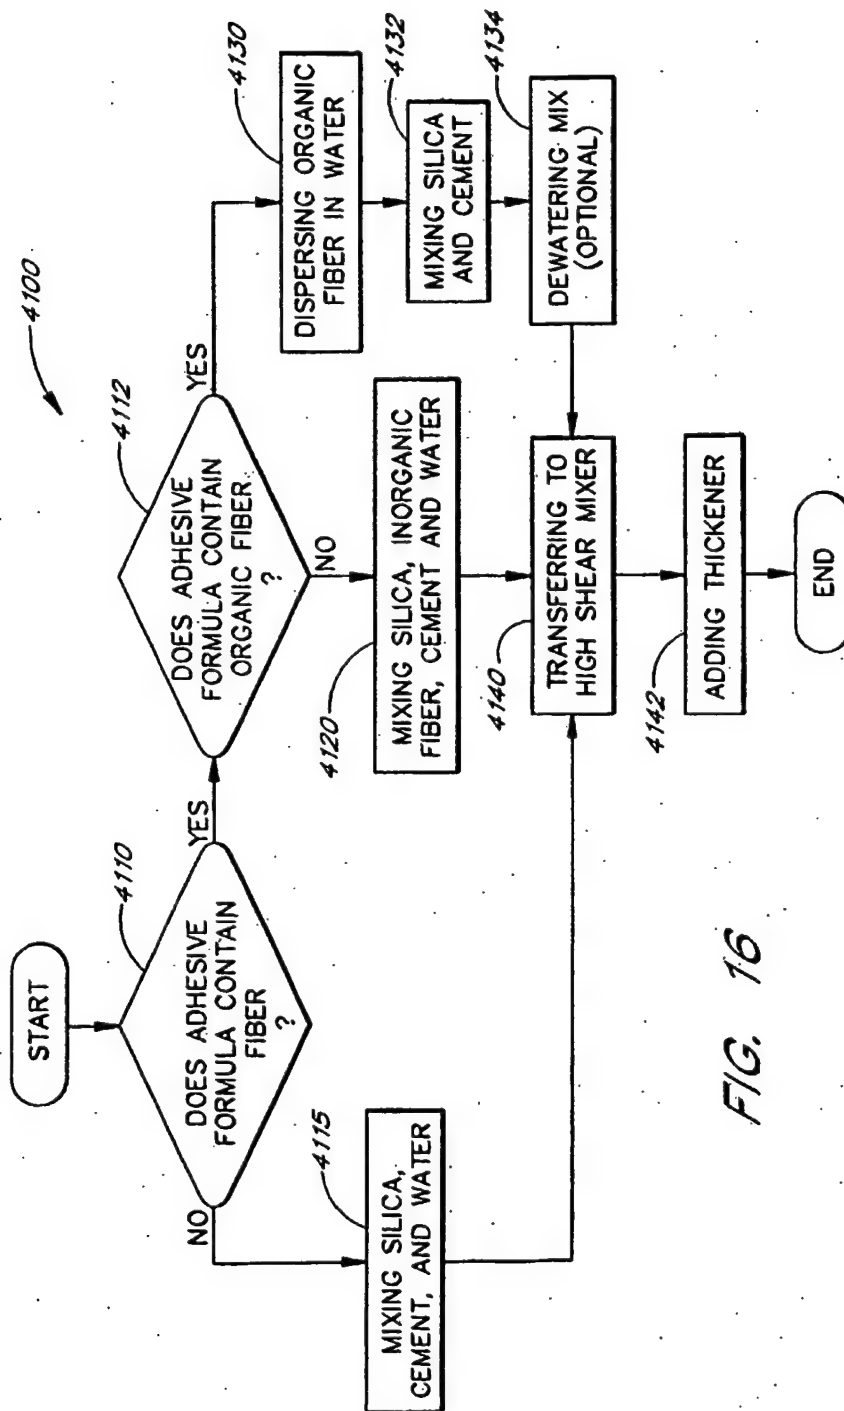 4100
START
4110
DOES ADHESIVE
FORMULA CONTAIN
FIBER
?
NO
YES
4112
DOES ADHESIVE
FORMULA CONTAIN
ORGANIC FIBER
?
YES
NO
4115
MIXING SILICA,
CEMENT, AND WATER
4120
MIXING SILICA, INORGANIC
FIBER, CEMENT AND WATER
4130
DISPERSING ORGANIC
FIBER IN WATER
4132
MIXING SILICA
AND CEMENT
4134
DEWATERING MIX
(OPTIONAL)
4140
TRANSFERRING TO
HIGH SHEAR MIXER
4142
ADDING THICKENER
END
FIG. 16